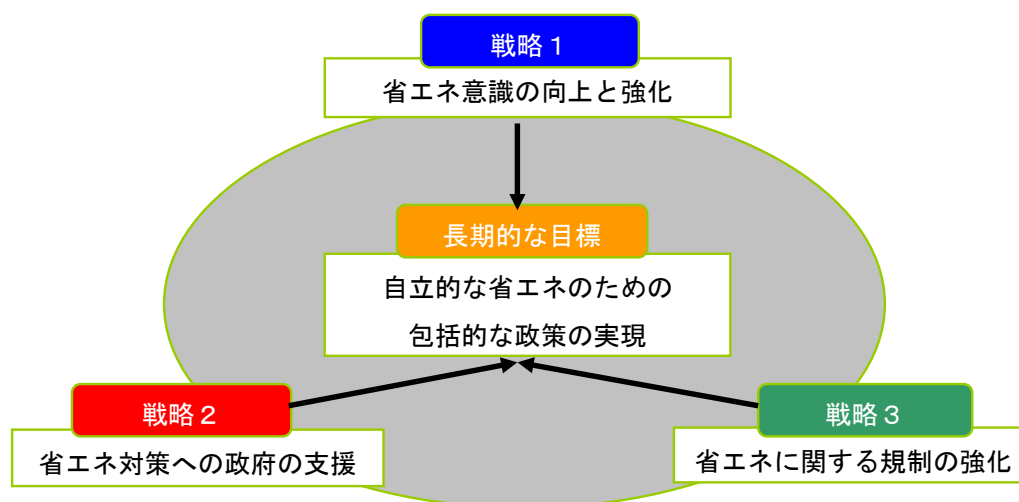 戦略１
省エネ意識の向上と強化
長期的な目標
自立的な省エネのための
包括的な政策の実現
戦略２
省エネ対策への政府の支援
戦略３
省エネに関する規制の強化